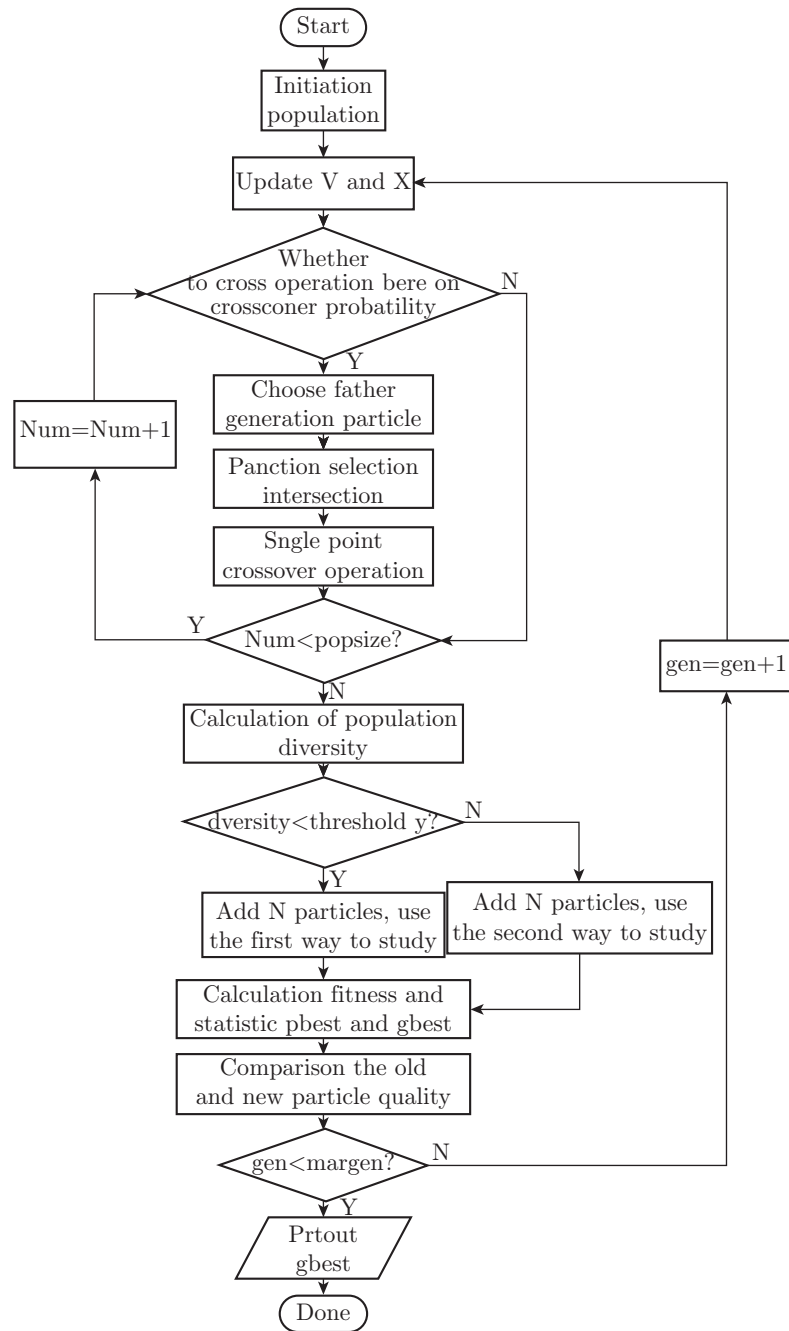 Start
Initiation
population
Update V and X
Whether
to cross operation bere on
crossconer probatility
N
Y
Choose father
generation particle
Num=Num+1
Panction selection
intersection
Sngle point
crossover operation
Y
Num<popsize?
gen=gen+1
N
Calculation of population
diversity
dversity<threshold y?
N
Y
Add N particles, use
the first way to study
Add N particles, use
the second way to study
Calculation fitness and
statistic pbest and gbest
Comparison the old
and new particle quality
gen<margen?
N
Y
Prtout
gbest
Done